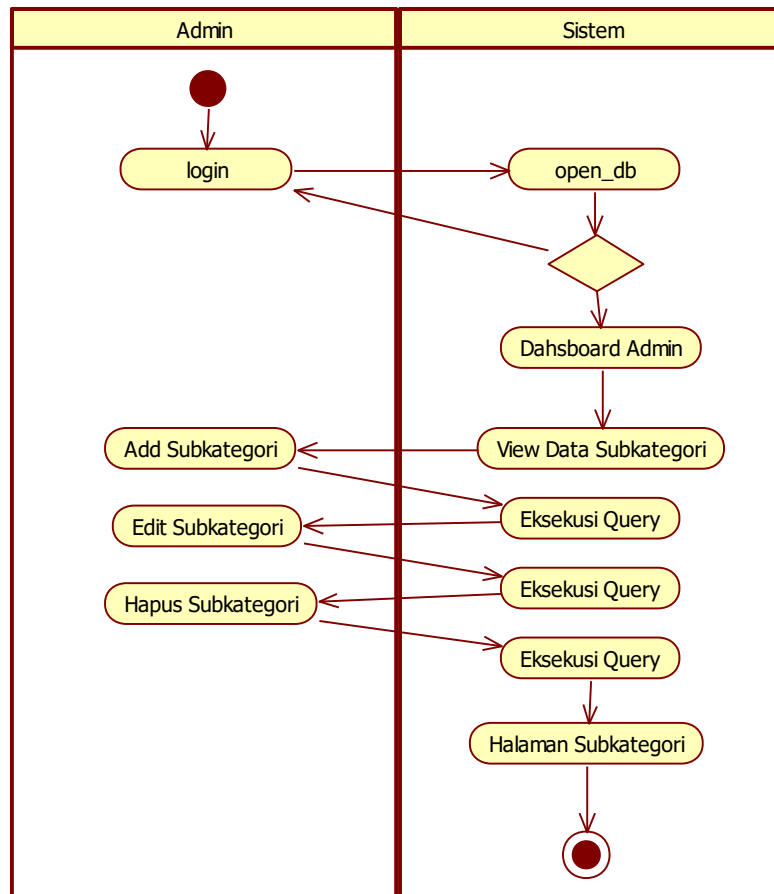 Admin
Sistem
login
open_db
Dahsboard Admin
View Data Subkategori
Add Subkategori
Eksekusi Query
Edit Subkategori
Eksekusi Query
Hapus Subkategori
Eksekusi Query
Halaman Subkategori